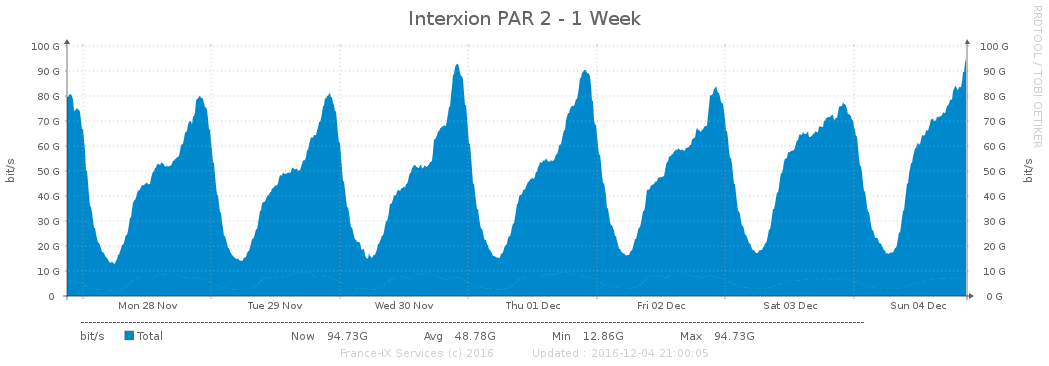 Interxion PAR 2 - 1 Week
RRDTOOL / TOBI OETIKER
100 G 100 G
90 G 90 G
80 G 80 G
70 G 70 G
60 G 60 G
50 G 50 G
40 G 40 G
30 G 30 G
20 G 20 G
10 G 10 G
0 0 G
bit/s bit/s
Mon 28 Nov Tue 29 Nov Wed 30 Nov Thu 01 Dec Fri 02 Dec Sat 03 Dec Sun 04 Dec
bit/s Total Now 94.73G Avg 48.78G Min 12.86G Max 94.73G
France-IX Services (c) 2016 Updated : 2016-12-04 21:00:05